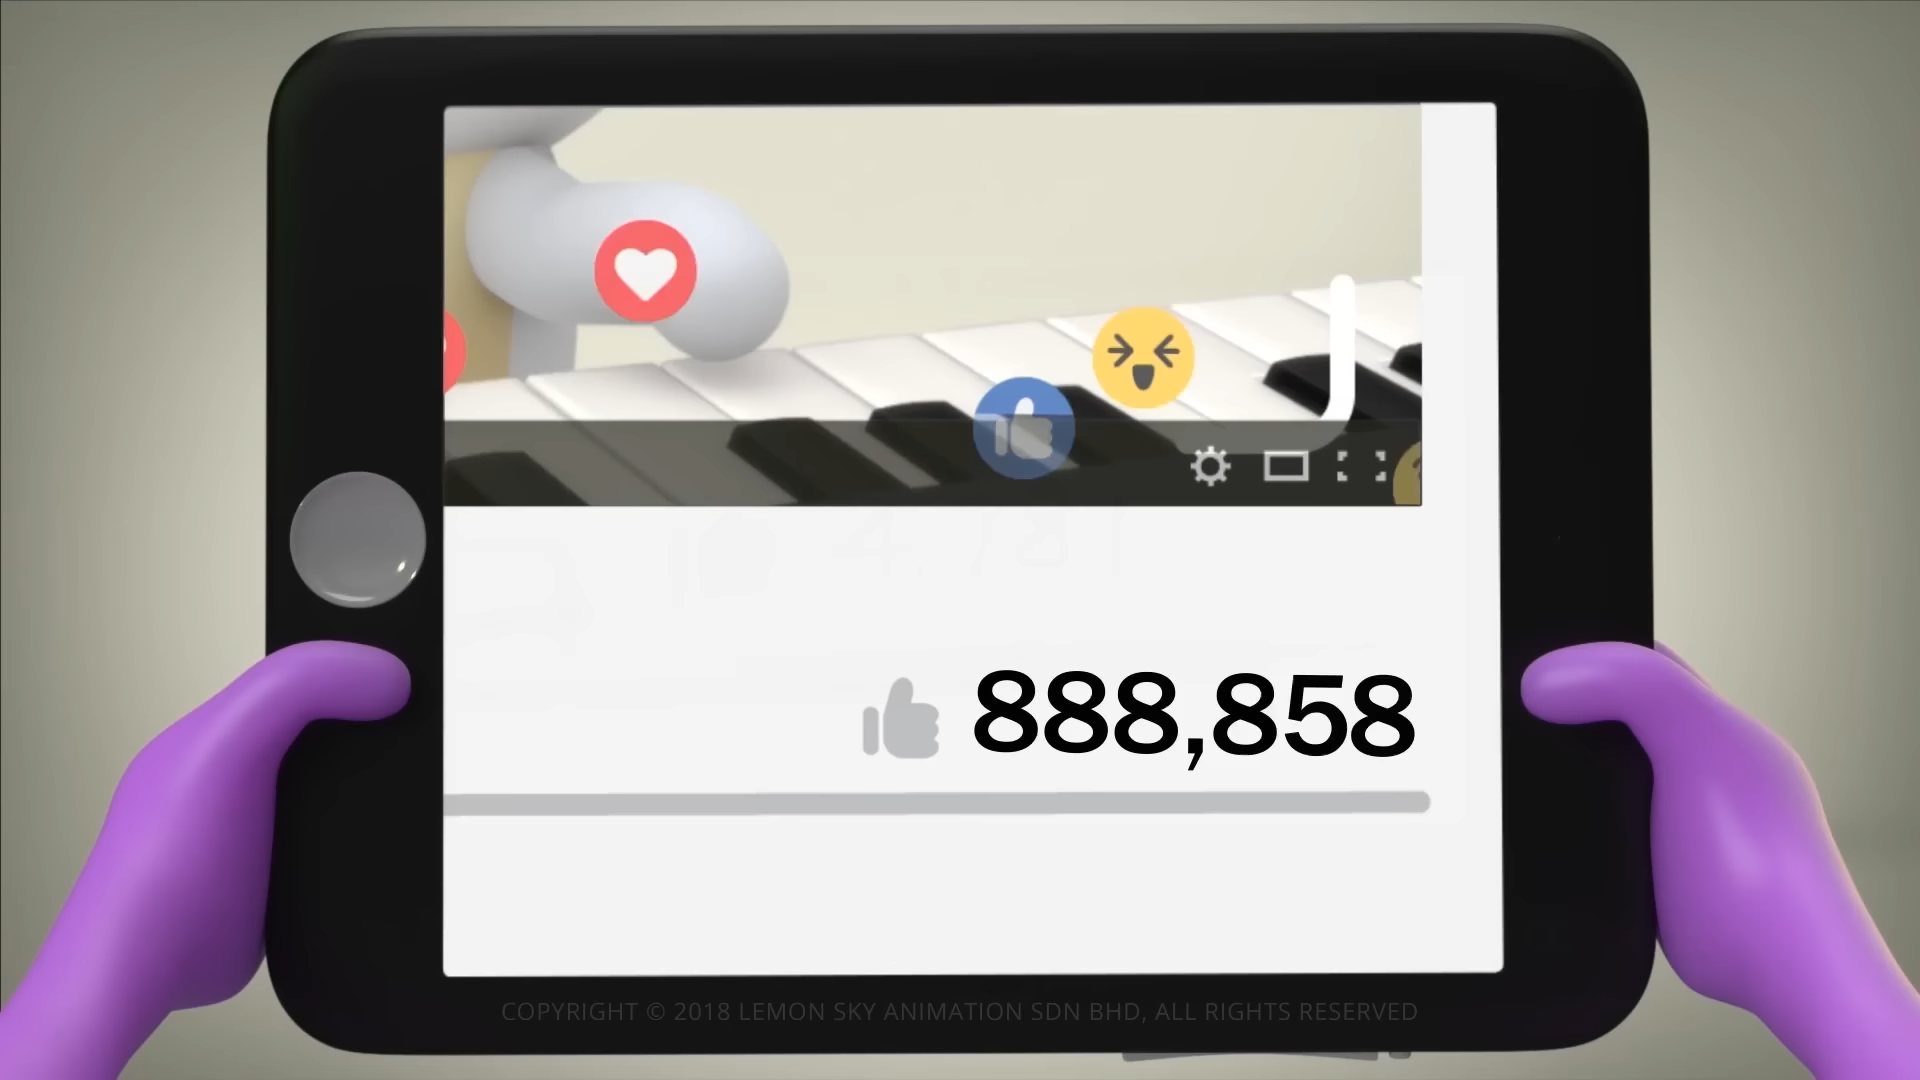 888,858
COPYRIGHT © 2018 LEMON SKY ANIMATION SDN BHD, ALL RIGHTS RESERVED